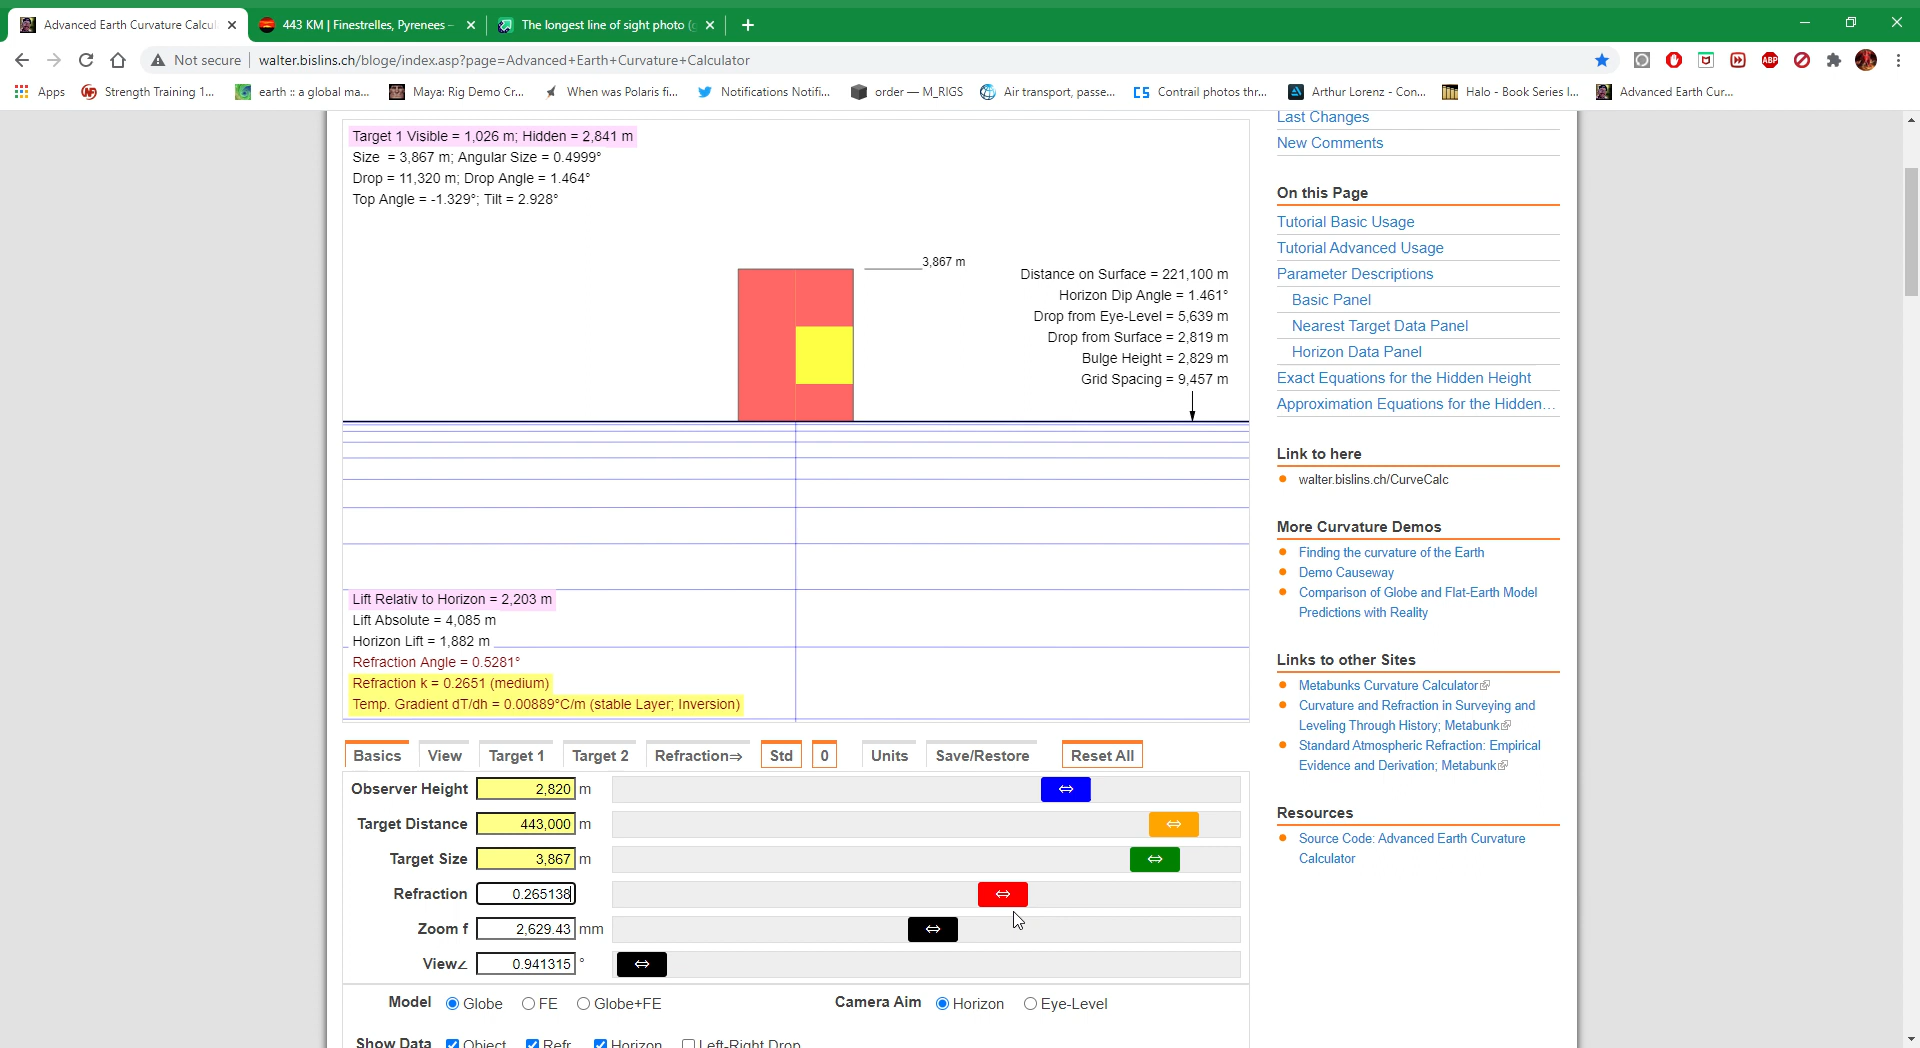 Advanced Earth Curvature Calcul
443 KM | Finestrelles, Pyrenees -
The longest line of sight photo (g
Not secure
walter.bislins.ch/bloge/index.asp?page=Advanced+Earth+Curvature+Calculator
ABP
Apps
Strength Training 1...
earth :: a global ma...
Maya: Rig Demo Cr...
When was Polaris fi...
Notifications Notifi...
order — M_RIGS
Air transport, passe...
Contrail photos thr...
Arthur Lorenz - Con...
Halo - Book Series I...
Advanced Earth Cur...
Target 1 Visible = 1,026 m; Hidden = 2,841 m
Size = 3,867 m; Angular Size = 0.4999°
Drop = 11,320 m; Drop Angle = 1.464°
Top Angle = -1.329°; Tilt = 2.928°
3,867 m
Distance on Surface = 221,100 m
Horizon Dip Angle = 1.461°
Drop from Eye-Level = 5,639 m
Drop from Surface = 2,819 m
Bulge Height = 2,829 m
Grid Spacing = 9,457 m
Lift Relativ to Horizon = 2,203 m
Lift Absolute = 4,085 m
Horizon Lift = 1,882 m
Refraction Angle = 0.5281°
Refraction k = 0.2651 (medium)
Temp. Gradient dT/dh = 0.00889°C/m (stable Layer; Inversion)
Basics
View
Target 1
Target 2
Refraction⇒
Std
0
Units
Save/Restore
Reset All
Observer Height 2,820 m
Target Distance 443,000 m
Target Size 3,867 m
Refraction 0.265138
Zoom f 2,629.43 mm
View∠ 0.941315 °
Model Globe FE Globe+FE
Camera Aim Horizon Eye-Level
Show Data Object Refr. Horizon Left-Right Drop
Last Changes
New Comments
On this Page
Tutorial Basic Usage
Tutorial Advanced Usage
Parameter Descriptions
Basic Panel
Nearest Target Data Panel
Horizon Data Panel
Exact Equations for the Hidden Height
Approximation Equations for the Hidden...
Link to here
walter.bislins.ch/CurveCalc
More Curvature Demos
Finding the curvature of the Earth
Demo Causeway
Comparison of Globe and Flat-Earth Model
Predictions with Reality
Links to other Sites
Metabunks Curvature Calculator
Curvature and Refraction in Surveying and
Leveling Through History; Metabunk
Standard Atmospheric Refraction: Empirical
Evidence and Derivation; Metabunk
Resources
Source Code: Advanced Earth Curvature
Calculator